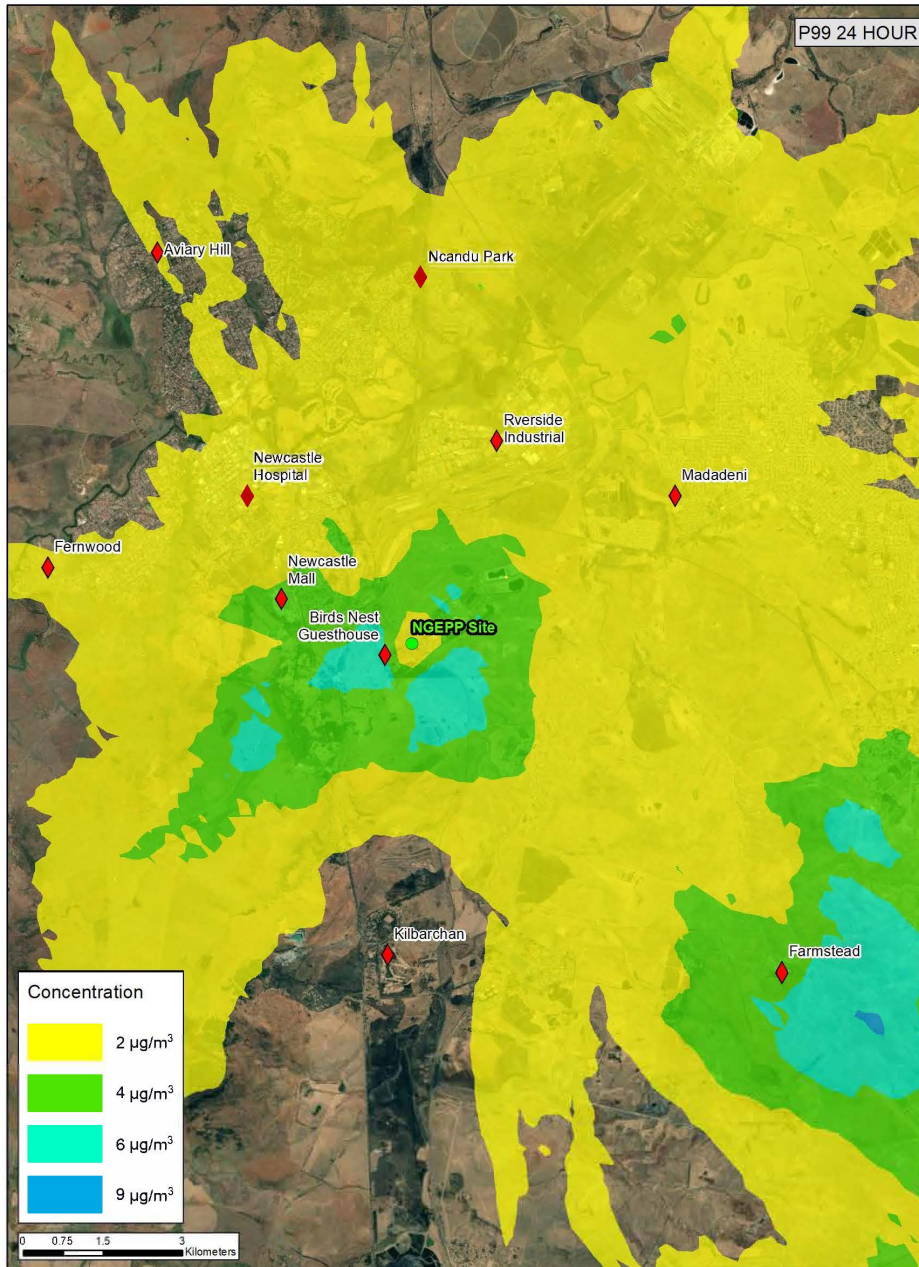 P99 24 HOUR
Aviary Hill
Ncandu Park
Rverside
Industrial
Newcastle
Hospital
Madadeni
Fernwood
Newcastle
Mall
Birds Nest
Guesthouse
NGEPP Site
Kilbarchan
Farmstead
Concentration
2 µg/m³
4 µg/m³
6 µg/m³
9 µg/m³
0 0.75 1.5 3
Kilometers